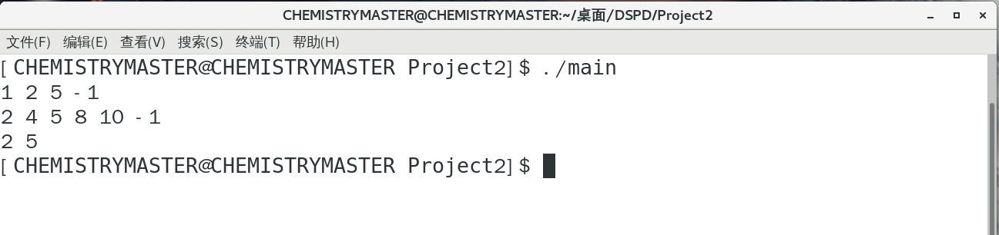 CHEMISTRYMASTER@CHEMISTRYMASTER:~/桌面/DSPD/Project2
文件(F) 编辑(E) 查看(V) 搜索(S) 终端(T) 帮助(H)
[CHEMISTRYMASTER@CHEMISTRYMASTER Project2]$ ./main
1 2 5 -1
2 4 5 8 10 -1
2 5
[CHEMISTRYMASTER@CHEMISTRYMASTER Project2]$